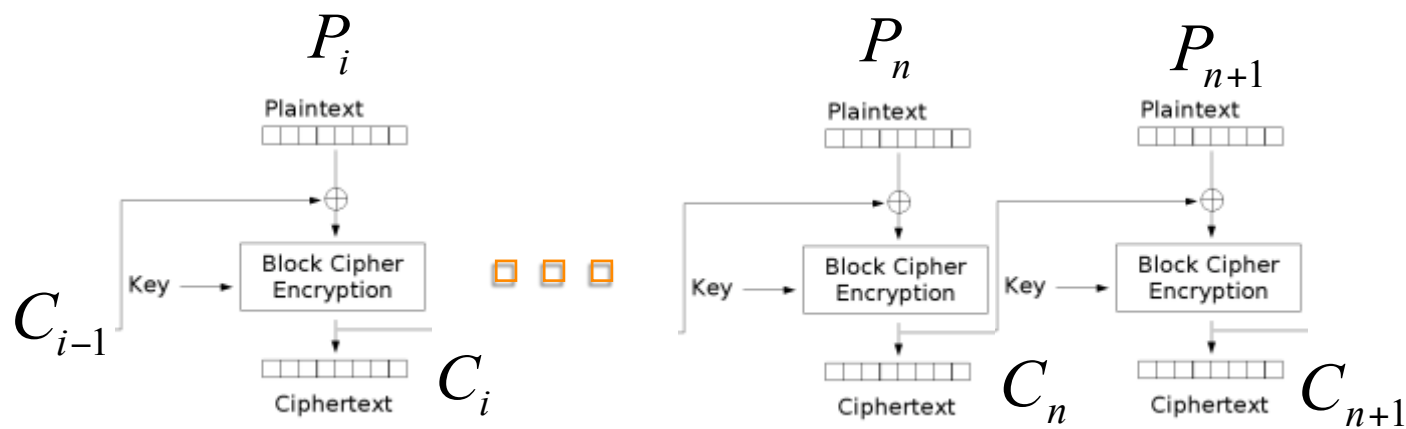 P_i
Plaintext
Key
Block Cipher
Encryption
C_{i-1}
C_i
Ciphertext
P_n
Plaintext
Key
Block Cipher
Encryption
C_n
Ciphertext
P_{n+1}
Plaintext
Key
Block Cipher
Encryption
C_{n+1}
Ciphertext